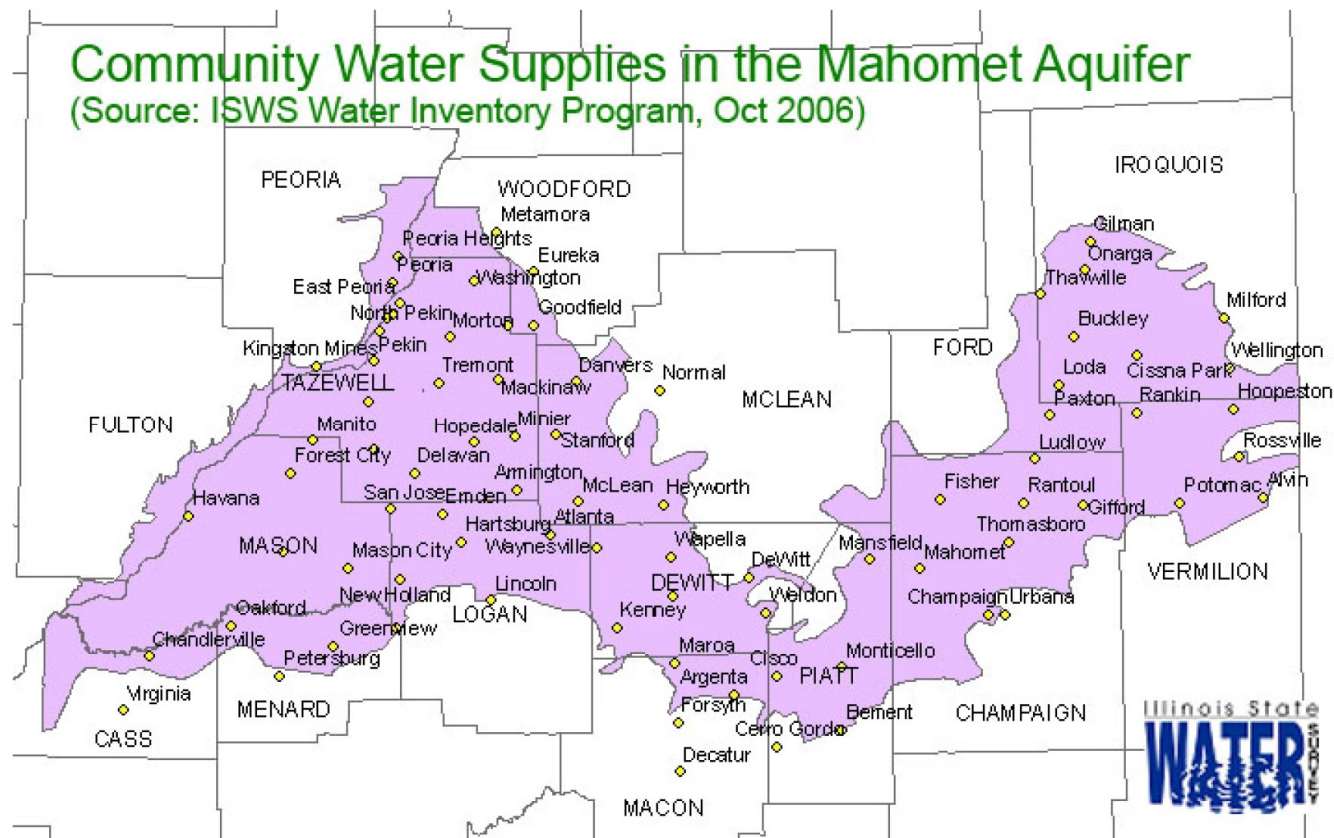 Community Water Supplies in the Mahomet Aquifer
(Source: ISWS Water Inventory Program, Oct 2006)
IROQUOIS
PEORIA
WOODFORD
Metamora
Gilman
Peoria Heights
Eureka
Onarga
Peoria
Washington
Thawville
East Peoria
Milford
North Pekin
Morton
Goodfield
Buckley
Kingston Mines
Pekin
FORD
Wellington
Tremont
Danvers
Normal
Loda
Cissna Park
TAZEWELL
Mackinaw
MCLEAN
Paxton
Rankin
Hoopeston
FULTON
Manito
Hopedale
Minier
Stanford
Ludlow
Rossville
Forest City
Delavan
Armington
McLean
Heyworth
Fisher
Rantoul
Potomac
Alvin
Havana
San Jose
Emden
Hartsburg
Atlanta
Thomasboro
Gifford
MASON
Mason City
Waynesville
Wapella
DeWitt
Mansfield
Mahomet
VERMILION
New Holland
Lincoln
DEWITT
Weldon
Champaign
Urbana
Oakford
LOGAN
Kenney
Chandlerville
Greenview
Petersburg
Maroa
Cisco
Monticello
PIATT
Argenta
Virginia
MENARD
Forsyth
Bement
CHAMPAIGN
CASS
Cerro Gordo
Decatur
MACON
Illinois State
WATER
SURVEY